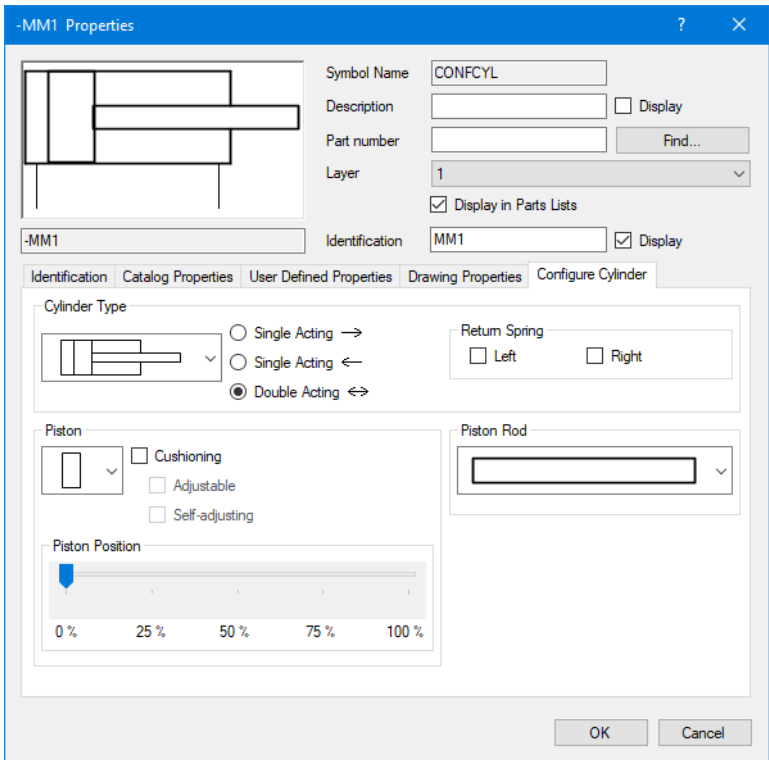 -MM1 Properties ? ×
Symbol Name CONFCYL
Description Display
Part number Find...
Layer 1
Display in Parts Lists
-MM1 Identification MM1 Display
Identification Catalog Properties User Defined Properties Drawing Properties Configure Cylinder
Cylinder Type
Single Acting →
Single Acting ←
Double Acting ↔
Return Spring
Left Right
Piston
Cushioning
Adjustable
Self-adjusting
Piston Rod
Piston Position
0 % 25 % 50 % 75 % 100 %
OK Cancel